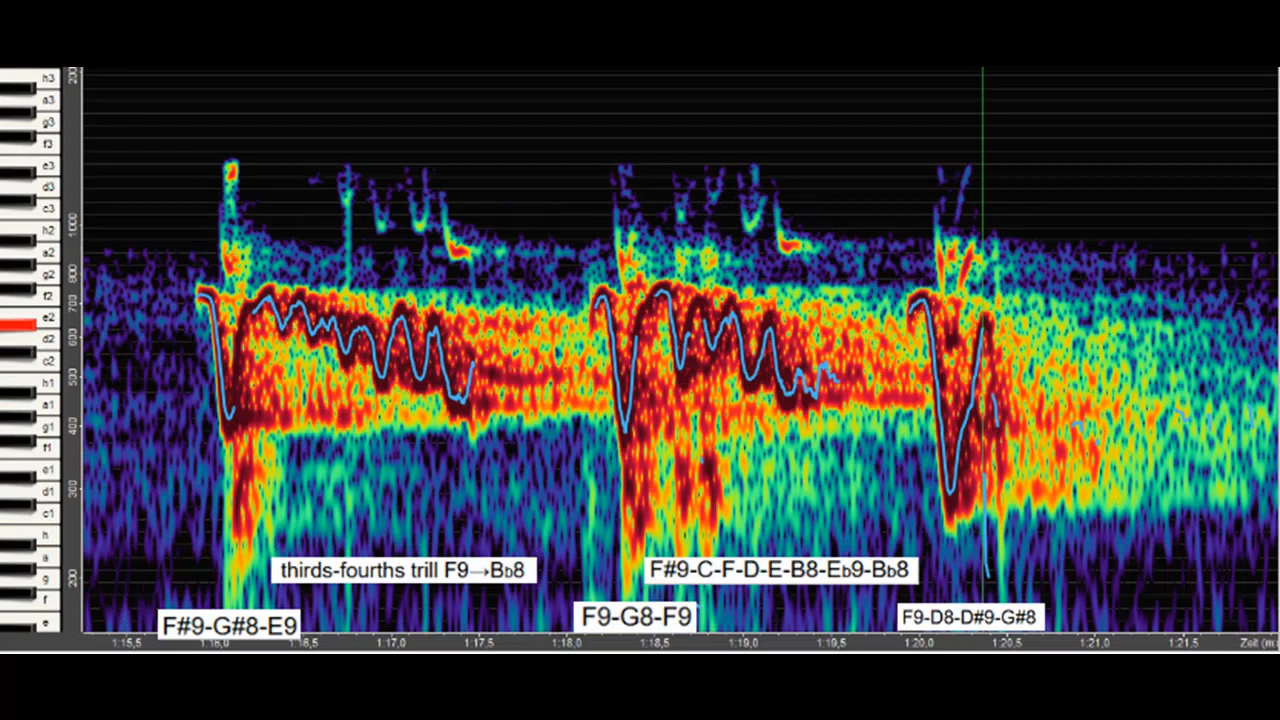 h3
a3
g3
f3
e3
d3
c3
h2
a2
g2
f2
e2
d2
c2
h1
a1
g1
f1
e1
d1
c1
h
a
g
f
e
200
1000
800
700
600
500
400
300
200
thirds-fourths trill F9→Bb8
F#9-C-F-D-E-B8-Eb9-Bb8
F#9-G#8-E9
F9-G8-F9
F9-D8-D#9-G#8
1:15,5 1:16,0 1:16,5 1:17,0 1:17,5 1:18,0 1:18,5 1:19,0 1:19,5 1:20,0 1:20,5 1:21,0 1:21,5 Zeit (m: